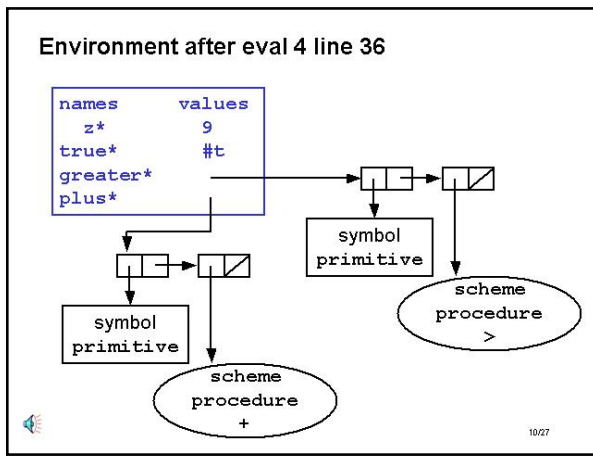 Environment after eval 4 line 36
names values
z* 9
true* #t
greater*
plus*
symbol
primitive
scheme
procedure
>
symbol
primitive
scheme
procedure
+
10/27